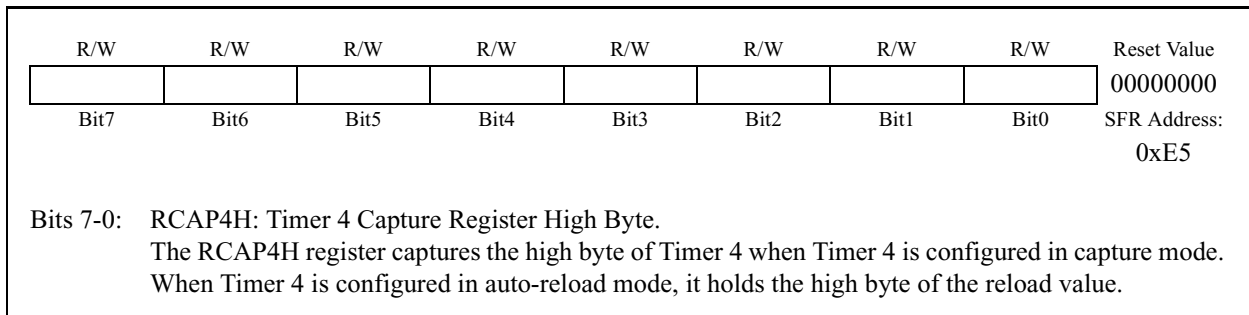 R/W R/W R/W R/W R/W R/W R/W R/W Reset Value
00000000
Bit7 Bit6 Bit5 Bit4 Bit3 Bit2 Bit1 Bit0 SFR Address:
0xE5
Bits 7-0: RCAP4H: Timer 4 Capture Register High Byte.
The RCAP4H register captures the high byte of Timer 4 when Timer 4 is configured in capture mode.
When Timer 4 is configured in auto-reload mode, it holds the high byte of the reload value.